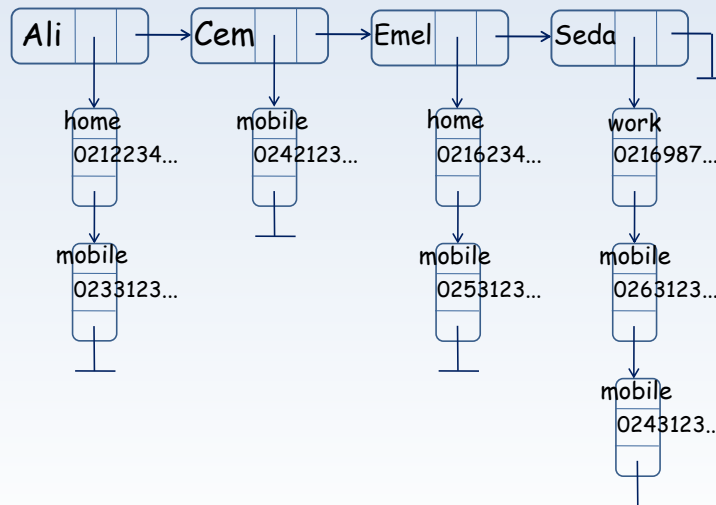 Ali Cem Emel Seda
home mobile home work
0212234... 0242123... 0216234... 0216987...
mobile mobile mobile
0233123... 0253123... 0263123...
mobile
0243123...